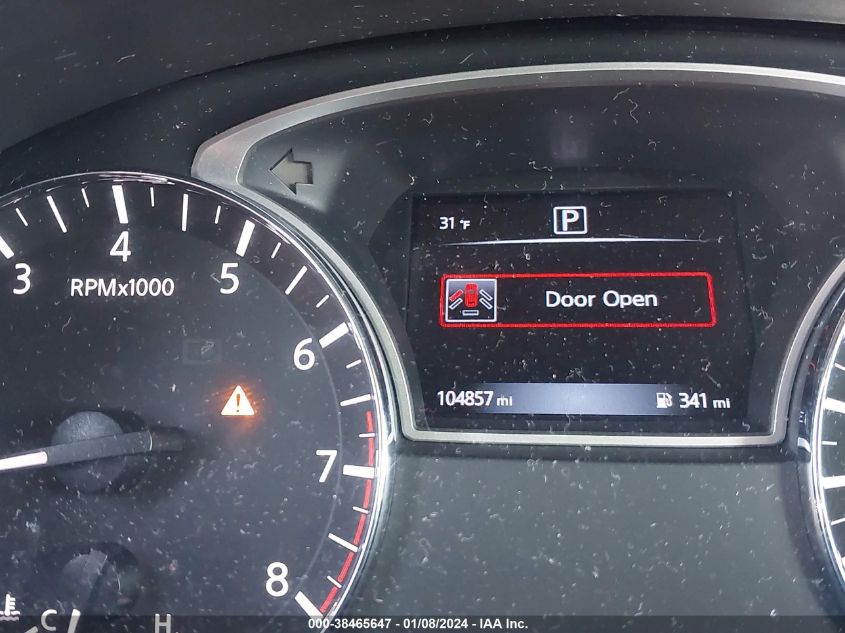 31 °F
P
Door Open
104857 mi
341 mi
3
4
5
6
7
8
RPMx1000
C
H
000-38465647 - 01/08/2024 - IAA Inc.